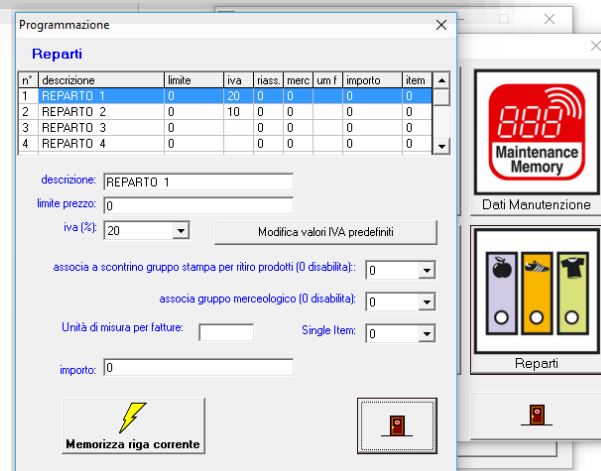 Programmazione
Reparti
n° descrizione limite iva riass. merc um f importo item
1 REPARTO 1 0 20 0 0 0 0
2 REPARTO 2 0 10 0 0 0 0
3 REPARTO 3 0 0 0 0 0
4 REPARTO 4 0 0 0 0 0
descrizione: REPARTO 1
limite prezzo: 0
iva (%): 20 Modifica valori IVA predefiniti
associa a scontrino gruppo stampa per ritiro prodotti (0 disabilita):: 0
associa gruppo merceologico (0 disabilita): 0
Unità di misura per fatture: Single Item: 0
importo: 0
Memorizza riga corrente
888
Maintenance
Memory
Dati Manutenzione
Reparti